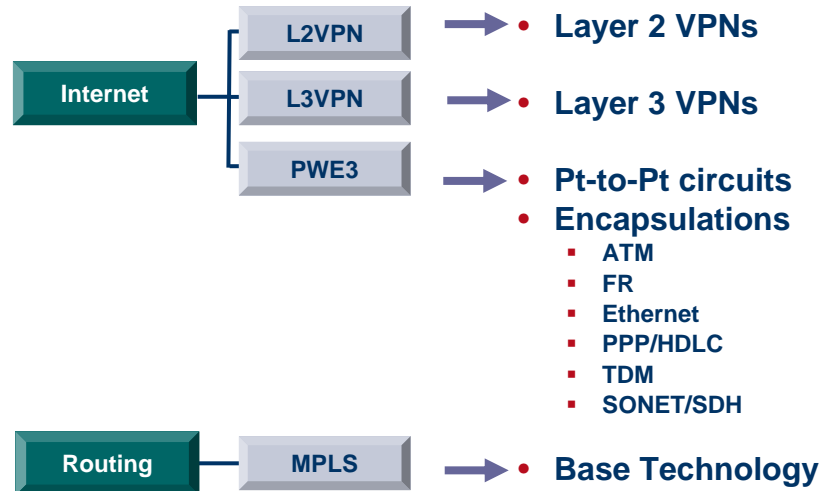 L2VPN
Layer 2 VPNs
Internet
L3VPN
Layer 3 VPNs
PWE3
Pt-to-Pt circuits
Encapsulations
ATM
FR
Ethernet
PPP/HDLC
TDM
SONET/SDH
Routing
MPLS
Base Technology